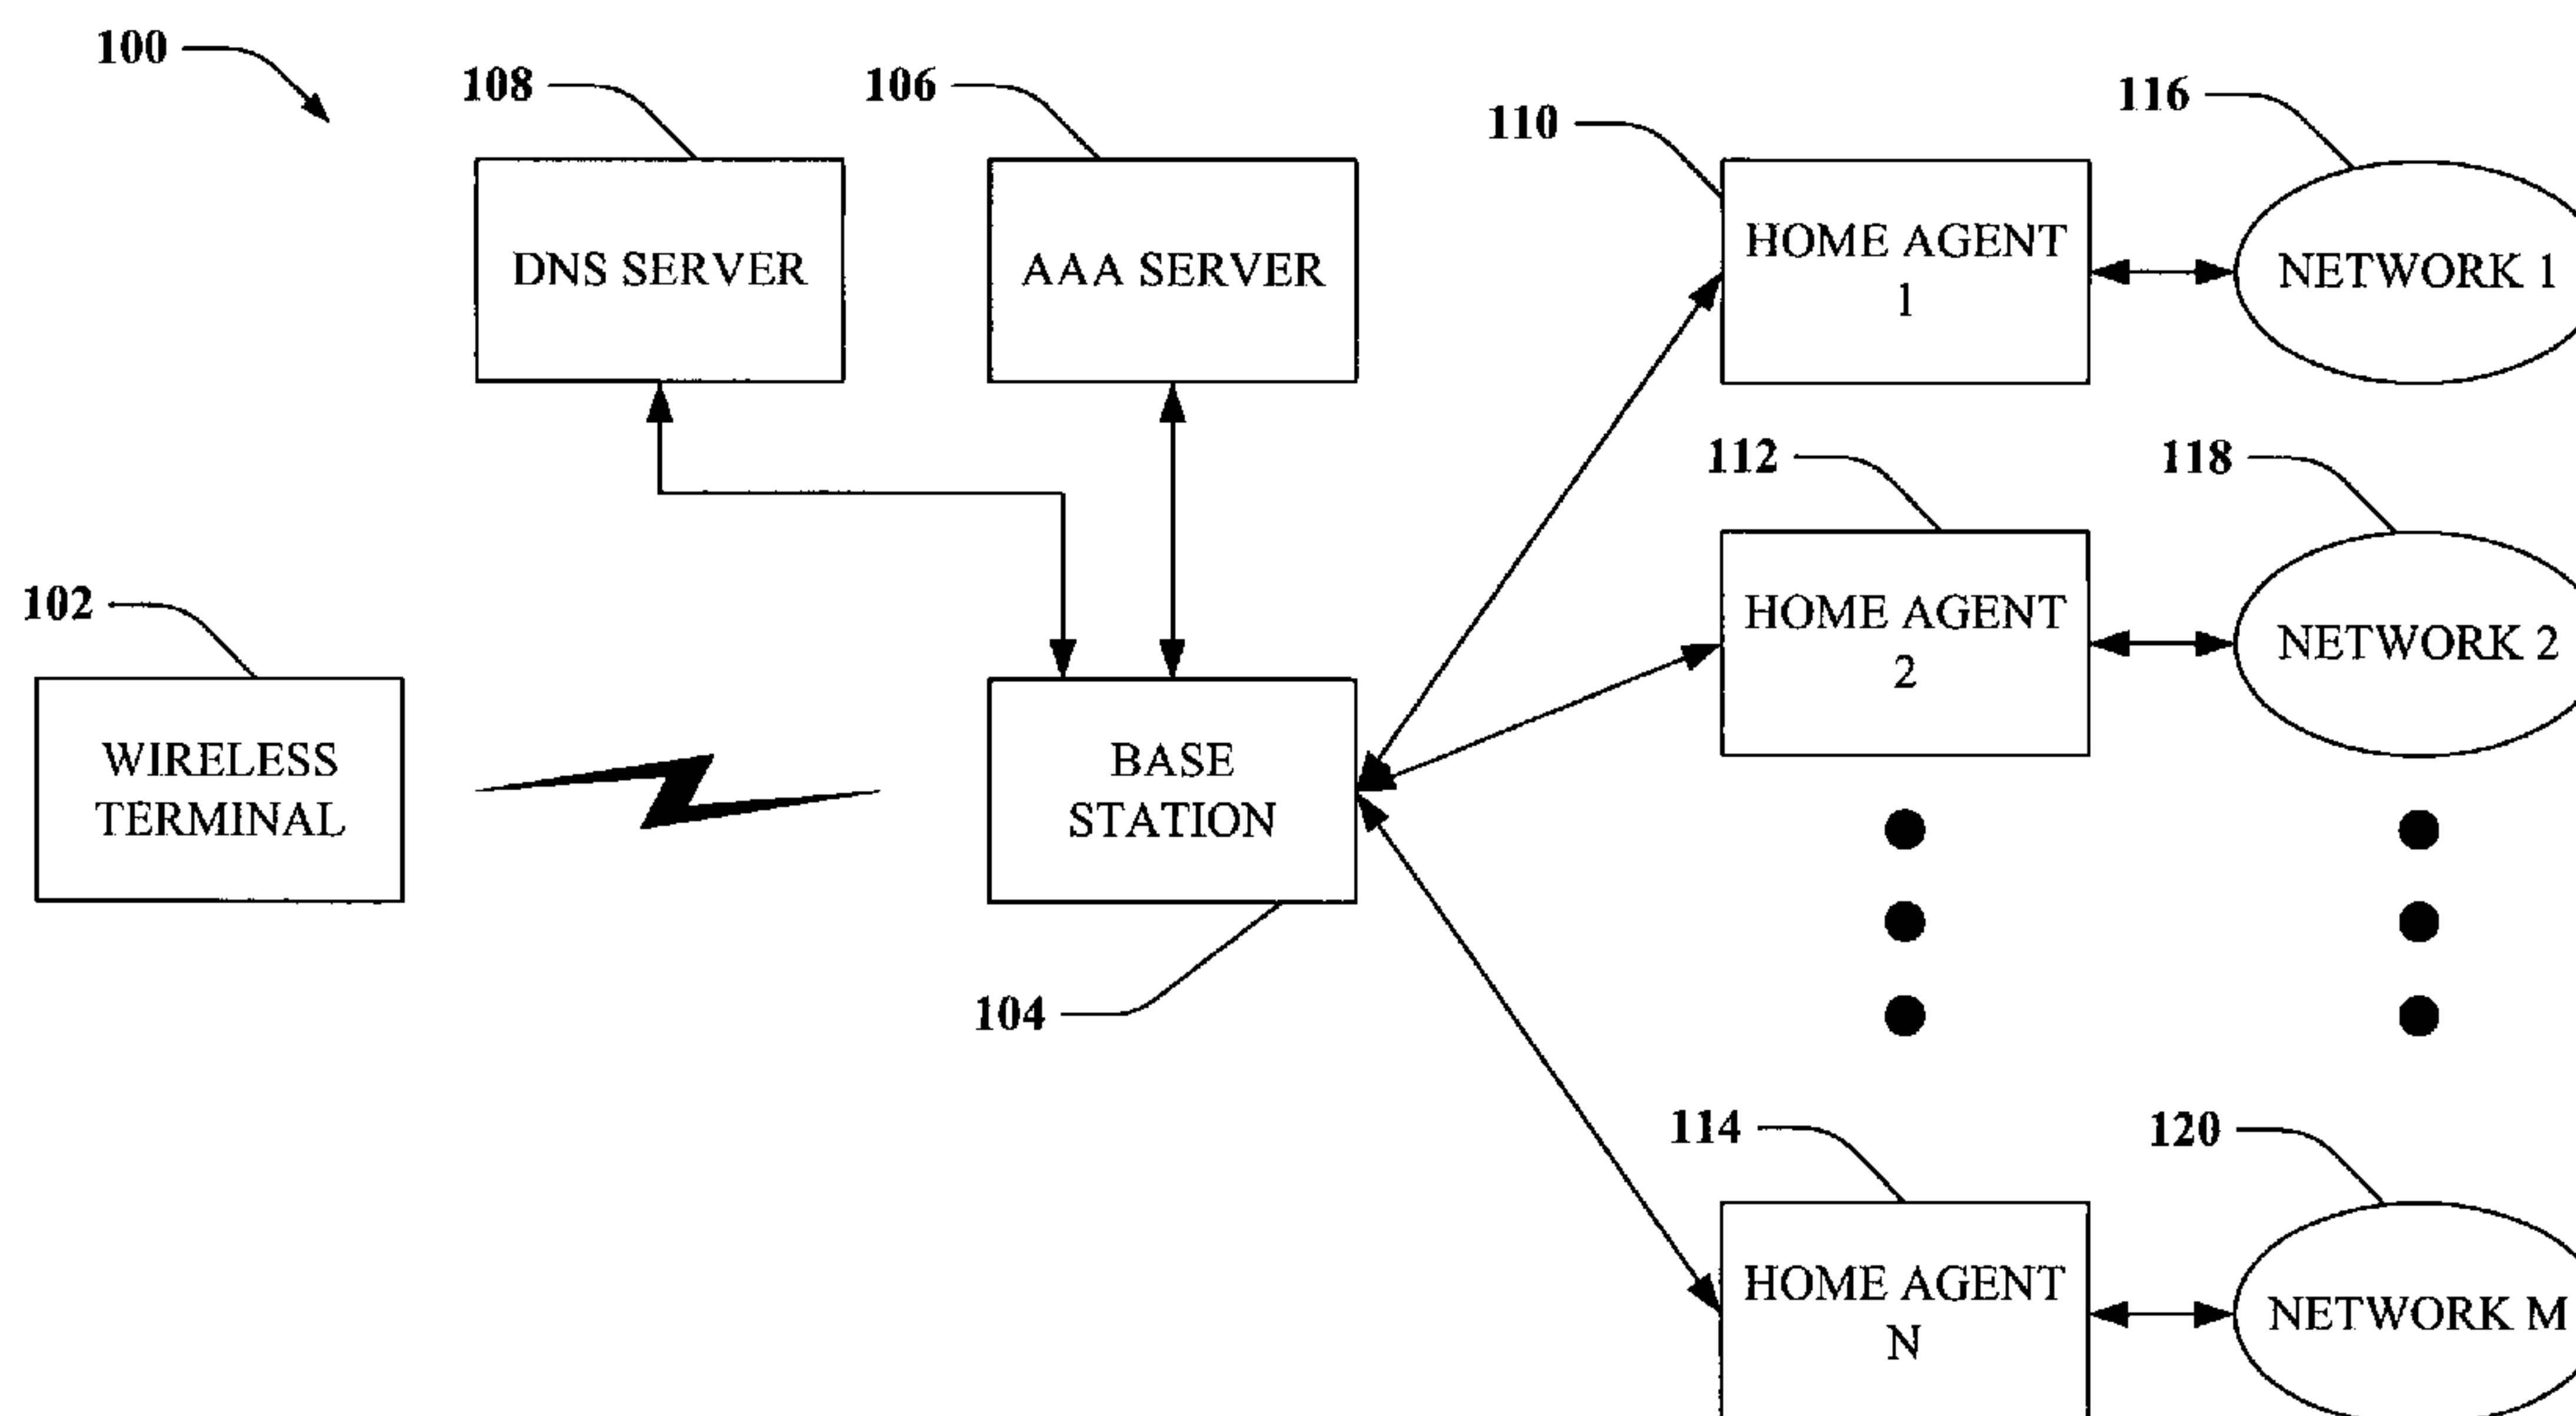 100
108
106
110
116
DNS SERVER
AAA SERVER
HOME AGENT
1
NETWORK 1
112
118
102
HOME AGENT
2
NETWORK 2
WIRELESS
TERMINAL
BASE
STATION
104
114
120
HOME AGENT
N
NETWORK M